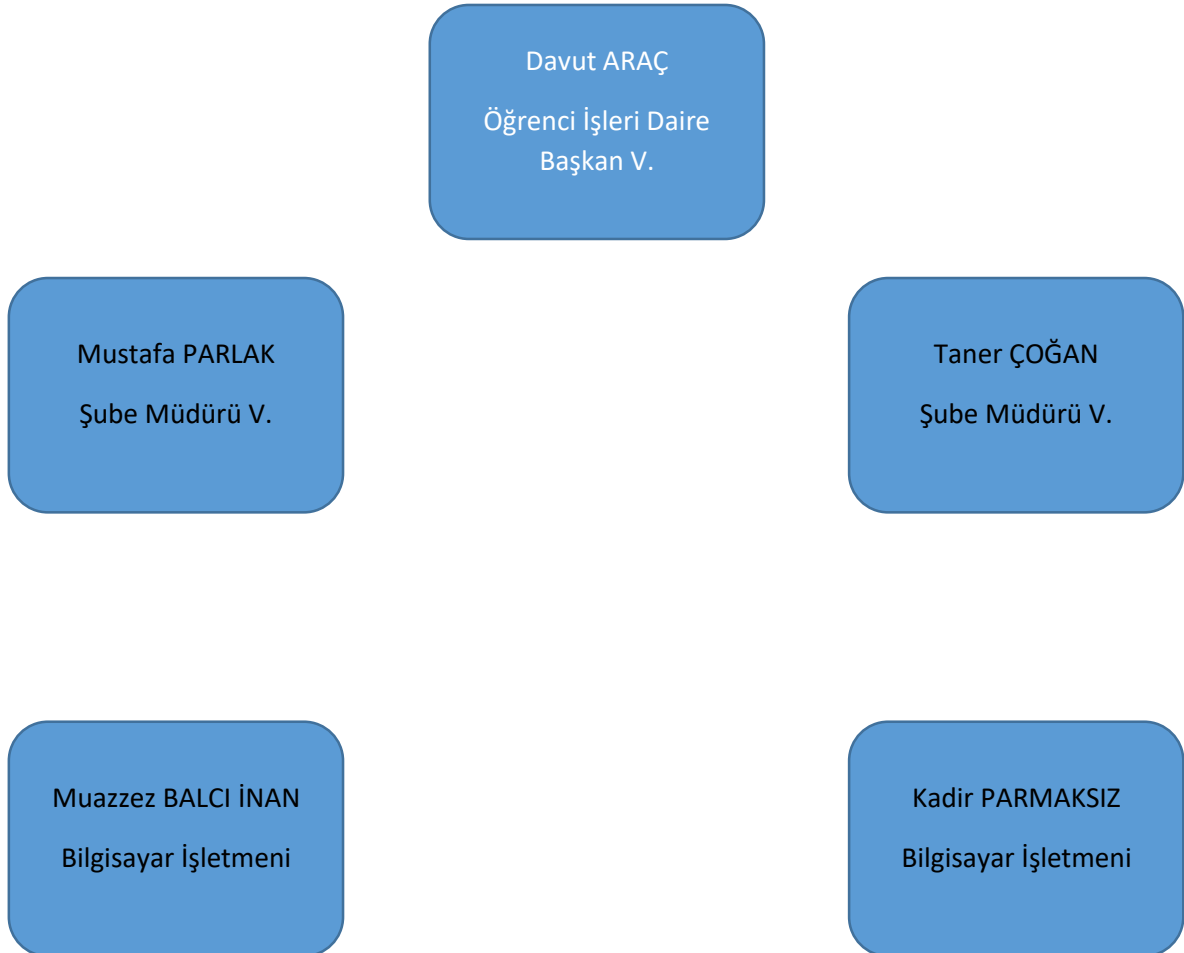 Davut ARAÇ
Öğrenci İşleri Daire
Başkan V.
Mustafa PARLAK
Şube Müdürü V.
Taner ÇOĞAN
Şube Müdürü V.
Muazzez BALCI İNAN
Bilgisayar İşletmeni
Kadir PARMAKSIZ
Bilgisayar İşletmeni